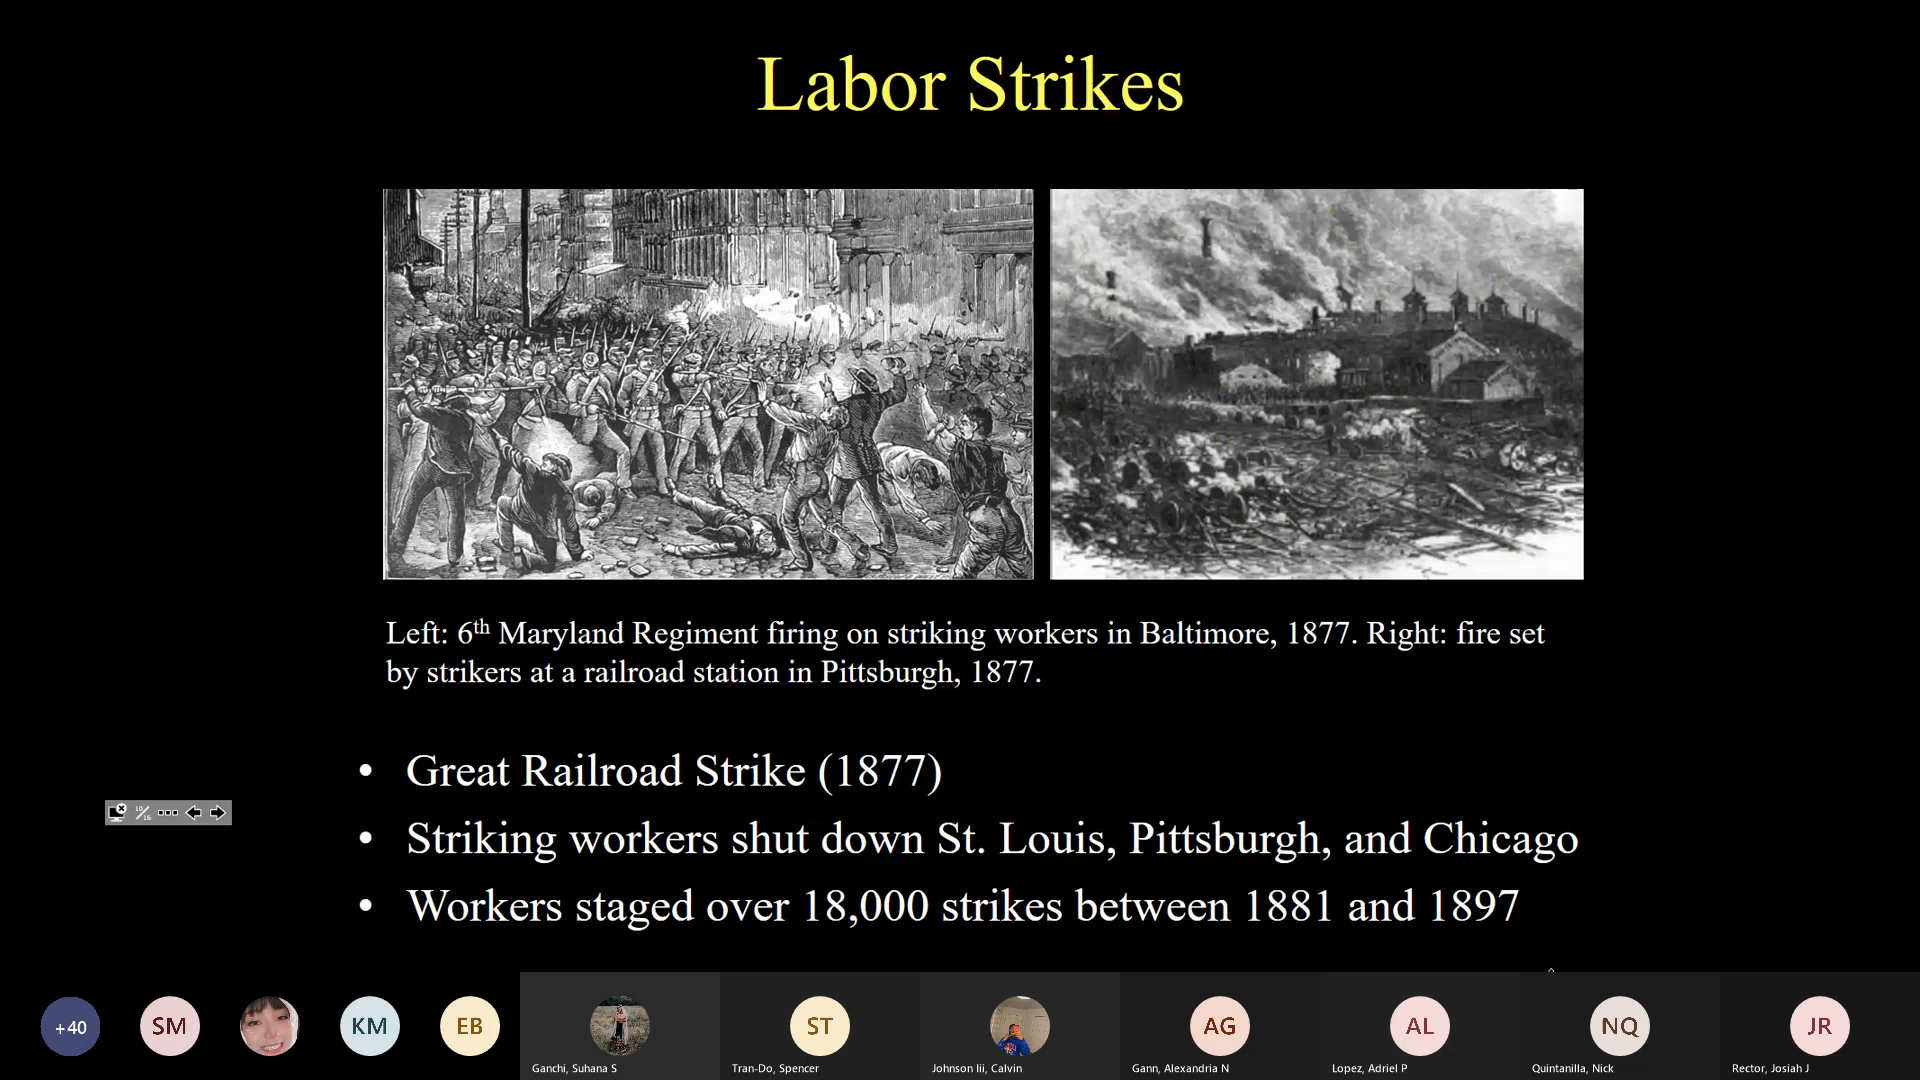 Labor Strikes
Left: 6th Maryland Regiment firing on striking workers in Baltimore, 1877. Right: fire set
by strikers at a railroad station in Pittsburgh, 1877.
• Great Railroad Strike (1877)
• Striking workers shut down St. Louis, Pittsburgh, and Chicago
• Workers staged over 18,000 strikes between 1881 and 1897
10/16
+40
SM
KM
EB
ST
AG
AL
NQ
JR
Ganchi, Suhana S
Tran-Do, Spencer
Johnson Iii, Calvin
Gann, Alexandria N
Lopez, Adriel P
Quintanilla, Nick
Rector, Josiah J